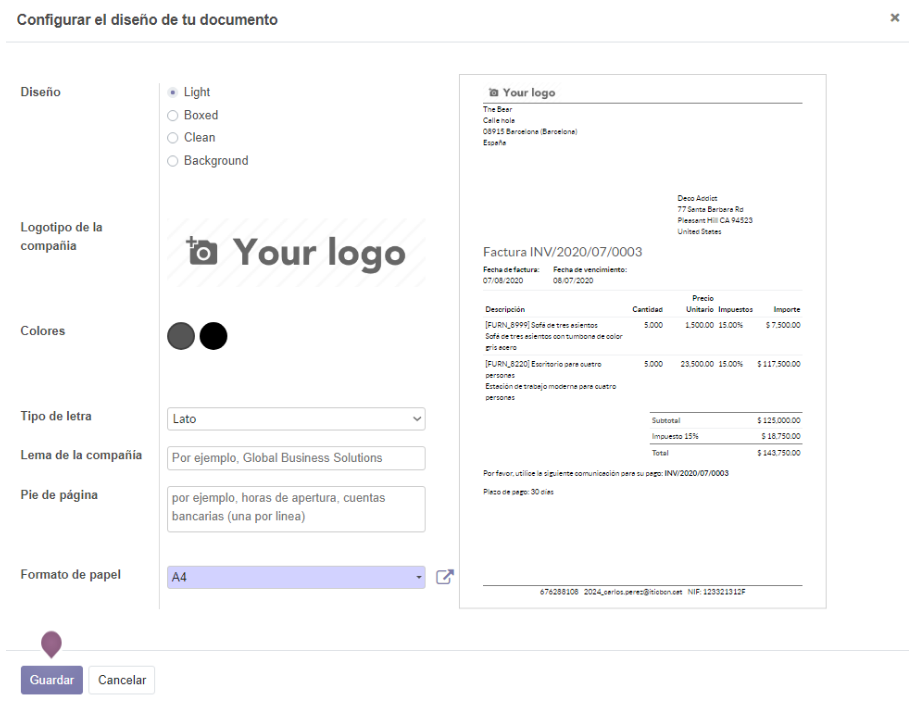 Configurar el diseño de tu documento
×
Diseño
Light
Boxed
Clean
Background
Logotipo de la
compañia
Your logo
Colores
Tipo de letra
Lato
Lema de la compañía
Por ejemplo, Global Business Solutions
Pie de página
por ejemplo, horas de apertura, cuentas
bancarias (una por linea)
Formato de papel
A4
Guardar
Cancelar
Your logo
The Bear
Calle hola
08915 Barcelona (Barcelona)
España
Deco Addict
77 Santa Barbara Rd
Pleasant Hill CA 94523
United States
Factura INV/2020/07/0003
Fecha de factura: Fecha de vencimiento:
07/08/2020 08/07/2020
Precio
Descripción Cantidad Unitario Impuestos Importe
[FURN_8999] Sofá de tres asientos 5.000 1,500.00 15.00% $ 7,500.00
Sofá de tres asientos con tumbona de color
gris acero
[FURN_8220] Escritorio para cuatro 5.000 23,500.00 15.00% $ 117,500.00
personas
Estación de trabajo moderna para cuatro
personas
Subtotal $ 125,000.00
Impuesto 15% $ 18,750.00
Total $ 143,750.00
Por favor, utilice la siguiente comunicación para su pago: INV/2020/07/0003
Plazo de pago: 30 días
676288108 2024_carlos.perez@iticbcn.cat NIF: 123321312F